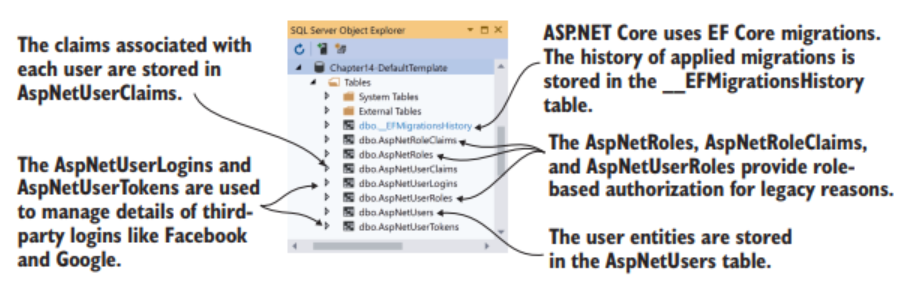 The claims associated with
each user are stored in
AspNetUserClaims.
The AspNetUserLogins and
AspNetUserTokens are used
to manage details of third-
party logins like Facebook
and Google.
SQL Server Object Explorer
Chapter14-DefaultTemplate
Tables
System Tables
External Tables
dbo.__EFMigrationsHistory
dbo.AspNetRoleClaims
dbo.AspNetRoles
dbo.AspNetUserClaims
dbo.AspNetUserLogins
dbo.AspNetUserRoles
dbo.AspNetUsers
dbo.AspNetUserTokens
ASP.NET Core uses EF Core migrations.
The history of applied migrations is
stored in the __EFMigrationsHistory
table.
The AspNetRoles, AspNetRoleClaims,
and AspNetUserRoles provide role-
based authorization for legacy reasons.
The user entities are stored
in the AspNetUsers table.